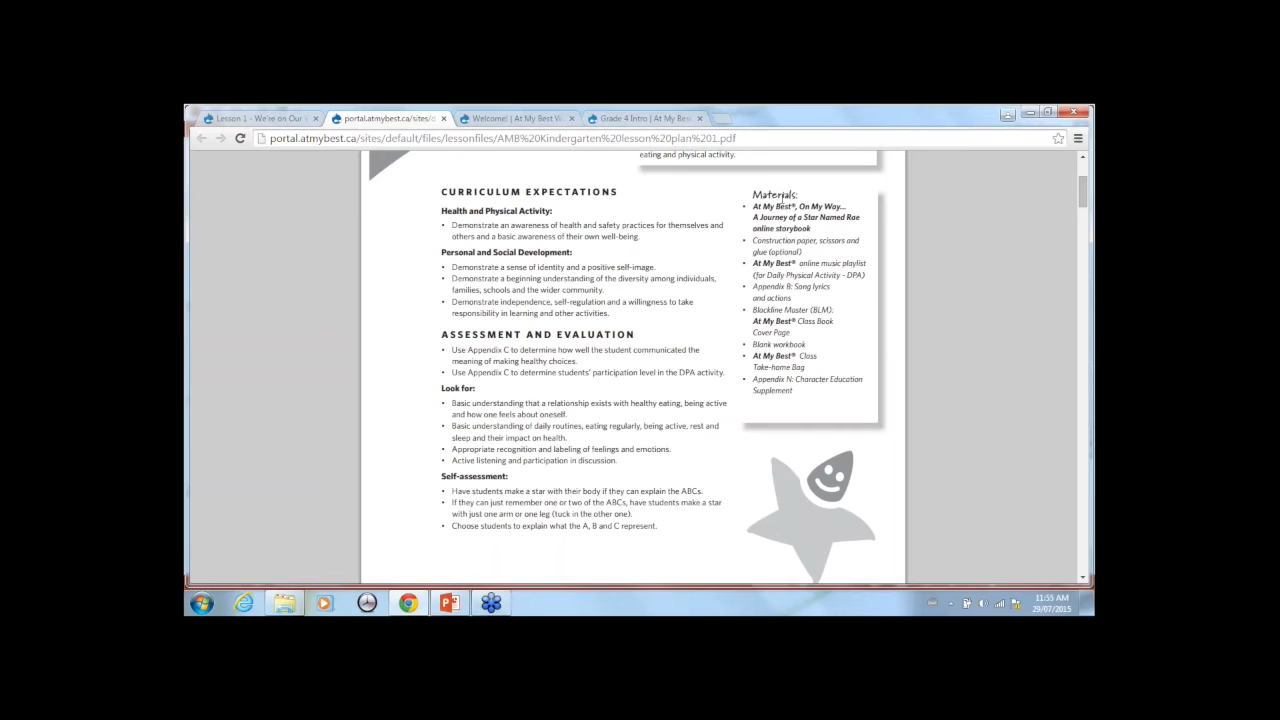 Lesson 1 - We're on Our
portal.atmybest.ca/sites/d
Welcome! | At My Best Vi
Grade 4 Intro | At My Bes
portal.atmybest.ca/sites/default/files/lessonfiles/AMB%20Kindergarten%20lesson%20plan%201.pdf
eating and physical activity.
CURRICULUM EXPECTATIONS
Health and Physical Activity:
• Demonstrate an awareness of health and safety practices for themselves and
others and a basic awareness of their own well-being.
Personal and Social Development:
• Demonstrate a sense of identity and a positive self-image.
• Demonstrate a beginning understanding of the diversity among individuals,
families, schools and the wider community.
• Demonstrate independence, self-regulation and a willingness to take
responsibility in learning and other activities.
ASSESSMENT AND EVALUATION
• Use Appendix C to determine how well the student communicated the
meaning of making healthy choices.
• Use Appendix C to determine students' participation level in the DPA activity.
Look for:
• Basic understanding that a relationship exists with healthy eating, being active
and how one feels about oneself.
• Basic understanding of daily routines, eating regularly, being active, rest and
sleep and their impact on health.
• Appropriate recognition and labeling of feelings and emotions.
• Active listening and participation in discussion.
Self-assessment:
• Have students make a star with their body if they can explain the ABCs.
• If they can just remember one or two of the ABCs, have students make a star
with just one arm or one leg (tuck in the other one).
• Choose students to explain what the A, B and C represent.
Materials:
• At My Best®, On My Way...
A Journey of a Star Named Rae
online storybook
• Construction paper, scissors and
glue (optional)
• At My Best® online music playlist
(for Daily Physical Activity - DPA)
• Appendix B: Song lyrics
and actions
• Blackline Master (BLM):
At My Best® Class Book
Cover Page
• Blank workbook
• At My Best® Class
Take-home Bag
• Appendix N: Character Education
Supplement
11:55 AM
29/07/2015